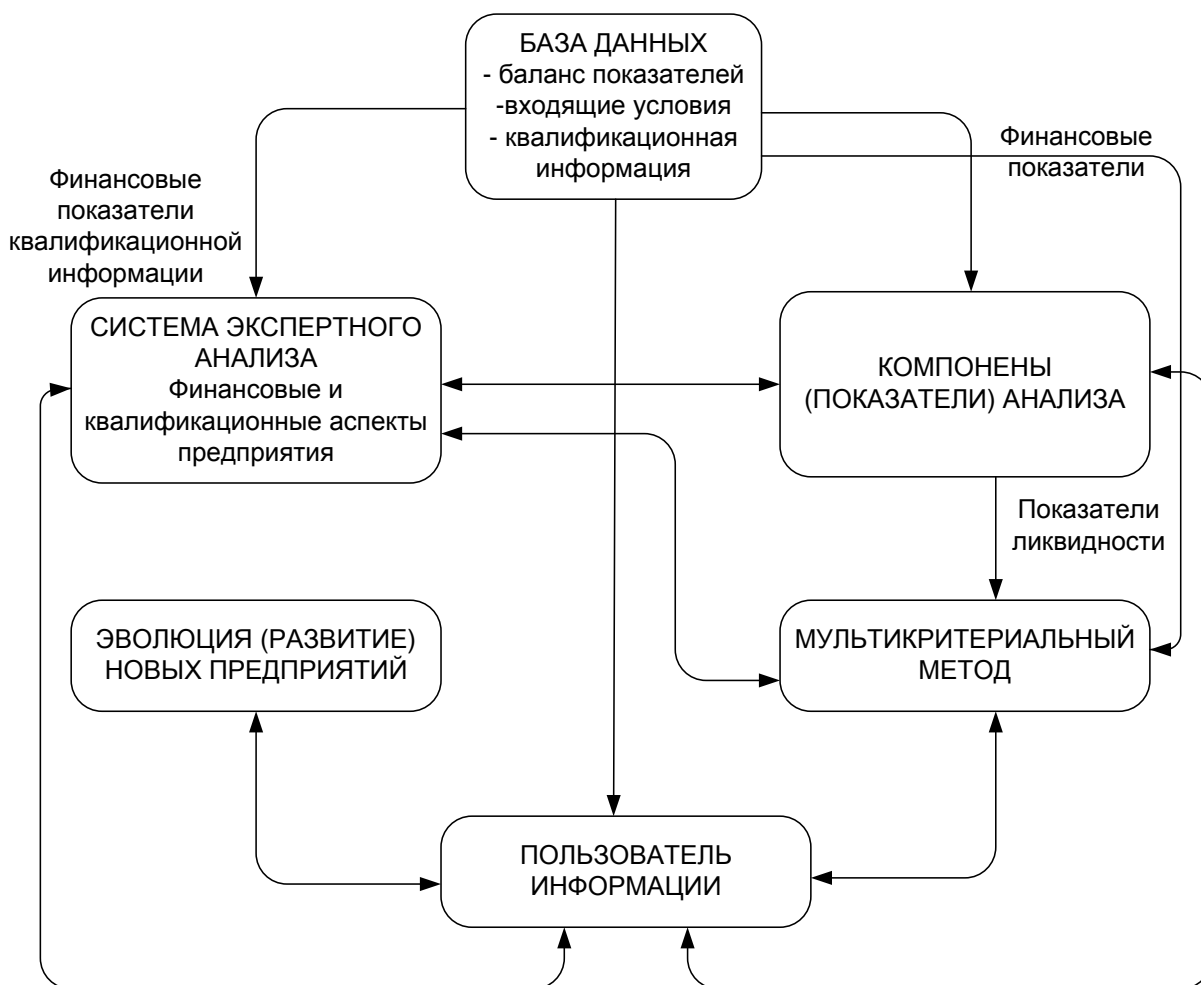 БАЗА ДАННЫХ
- баланс показателей
-входящие условия
- квалификационная
информация
Финансовые
показатели
Финансовые
показатели
квалификационной
информации
СИСТЕМА ЭКСПЕРТНОГО
АНАЛИЗА
Финансовые и
квалификационные аспекты
предприятия
КОМПОНЕНЫ
(ПОКАЗАТЕЛИ) АНАЛИЗА
Показатели
ликвидности
ЭВОЛЮЦИЯ (РАЗВИТИЕ)
НОВЫХ ПРЕДПРИЯТИЙ
МУЛЬТИКРИТЕРИАЛЬНЫЙ
МЕТОД
ПОЛЬЗОВАТЕЛЬ
ИНФОРМАЦИИ